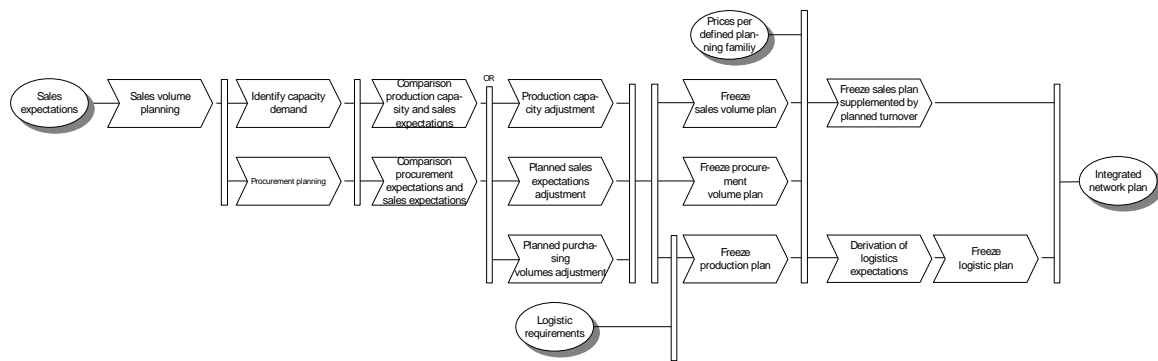 Prices per
defined plan-
ning familiy
OR
Sales
expectations
Sales volume
planning
Identify capacity
demand
Comparison
production capa-
sity and sales
expectations
Production capa-
city adjustment
Freeze
sales volume plan
Freeze sales plan
supplemented by
planned turnover
Procurement planning
Comparison
procurement
expectations and
sales expectations
Planned sales
expectations
adjustment
Freeze procure-
ment
volume plan
Integrated
network plan
Planned purcha-
sing
volumes adjustment
Freeze
production plan
Derivation of
logistics
expectations
Freeze
logistic plan
Logistic
requirements